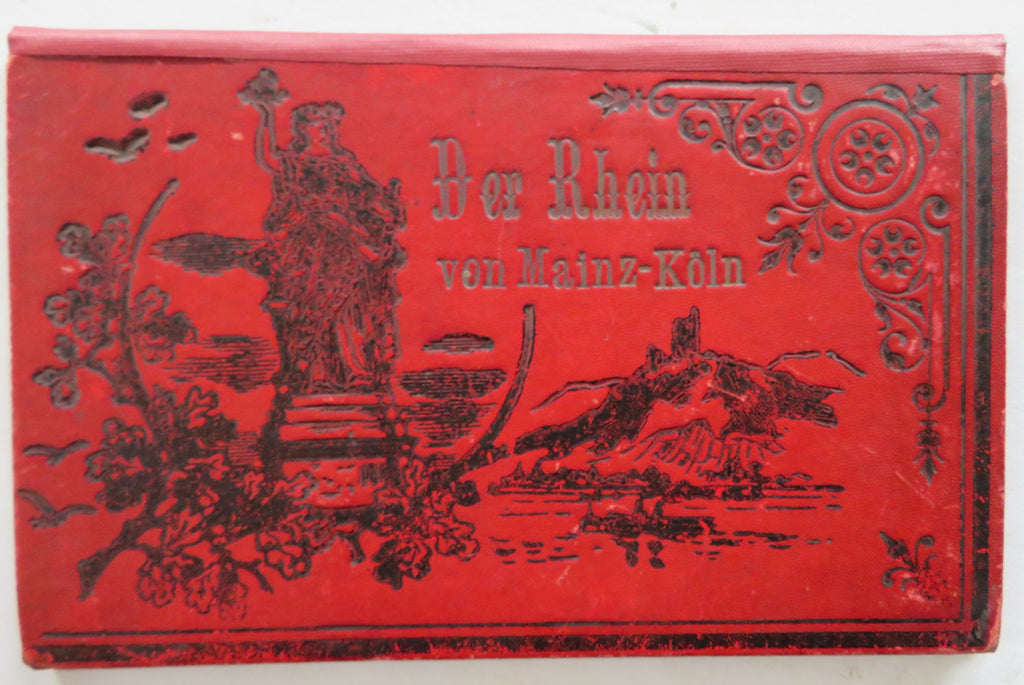 Der Rhein
von Mainz-Köln